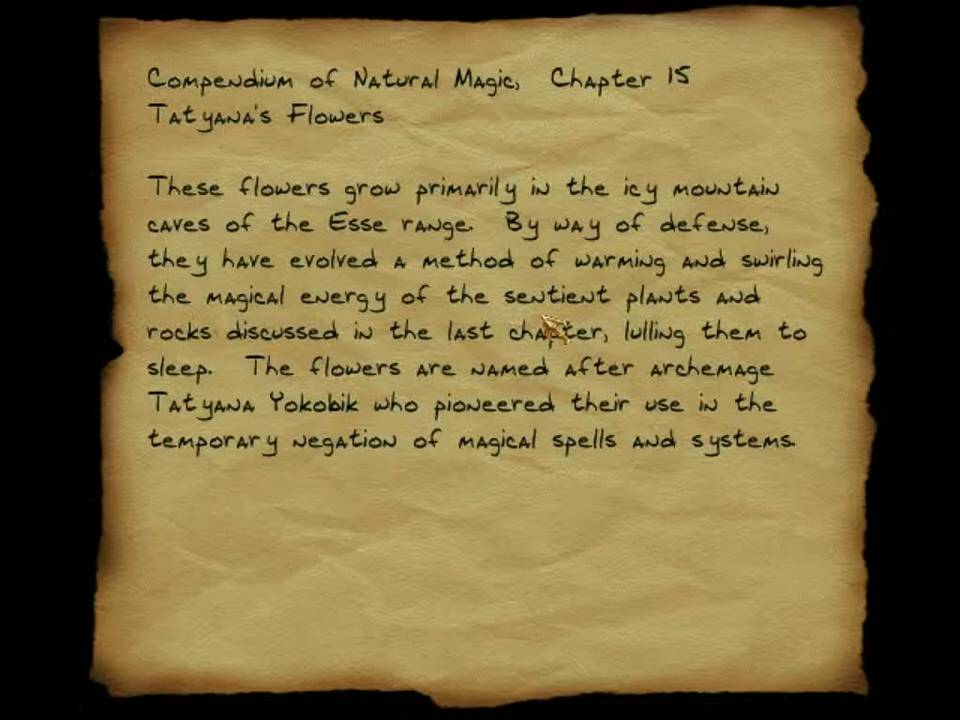 Compendium of Natural Magic, Chapter 15
Tatyana's Flowers
These flowers grow primarily in the icy mountain
caves of the Esse range. By way of defense,
they have evolved a method of warming and swirling
the magical energy of the sentient plants and
rocks discussed in the last chapter, lulling them to
sleep. The flowers are named after archemage
Tatyana Yokobik who pioneered their use in the
temporary negation of magical spells and systems.